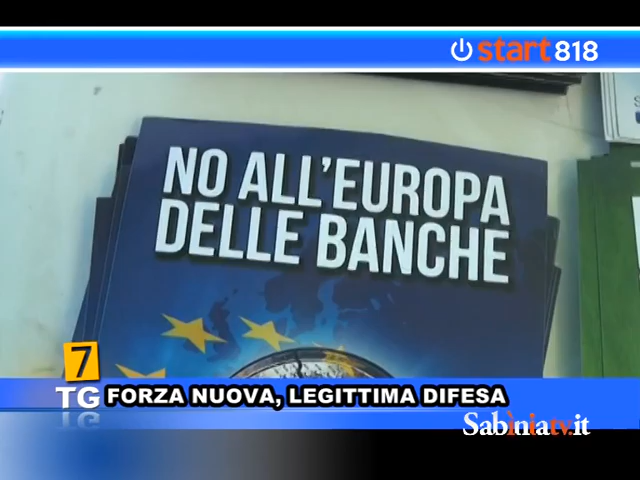 start818
NO ALL'EUROPA
DELLE BANCHE
7
TG FORZA NUOVA, LEGITTIMA DIFESA
Sabiniatv.it